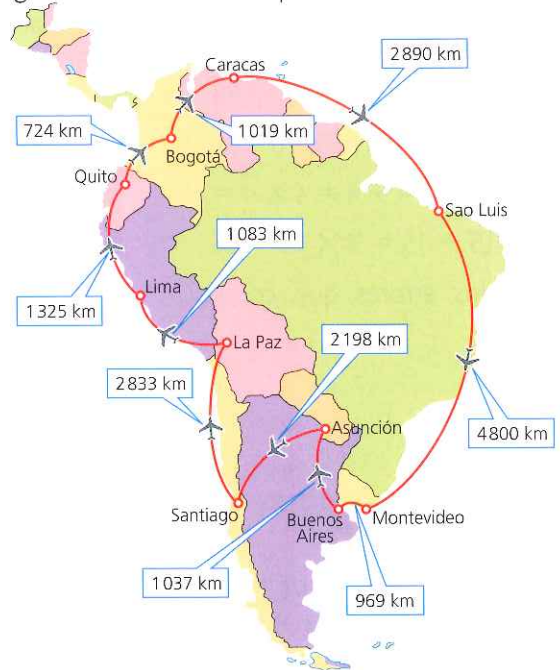 Caracas
2890 km
724 km
1019 km
Bogotá
Quito
Sao Luis
1083 km
Lima
1325 km
La Paz
2198 km
2833 km
Asunción
4800 km
Santiago
Buenos
Aires
Montevideo
1037 km
969 km